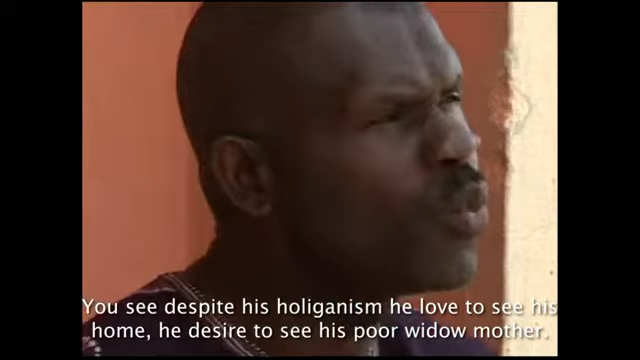 You see despite his holiganism he love to see his
home, he desire to see his poor widow mother.